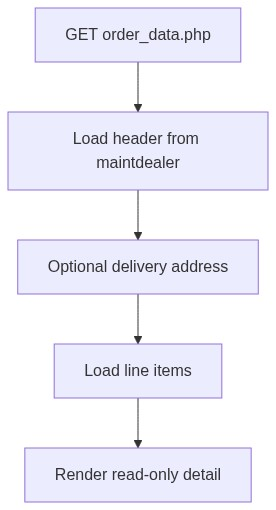 GET order_data.php
Load header from
maintdealer
Optional delivery address
Load line items
Render read-only detail